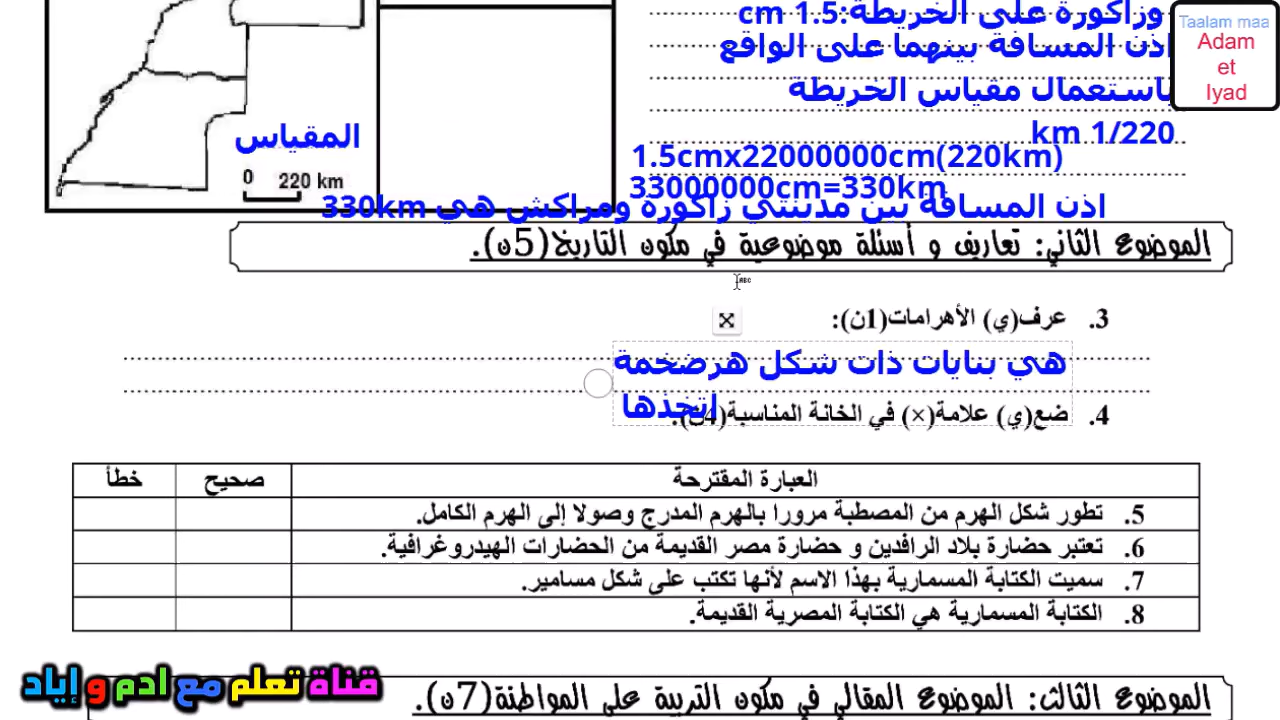 وزاكورة على الخريطة:1.5 cm
Taalam maa
Adam
et
Iyad
اذن المسافة بينهما على الواقع
باستعمال مقياس الخريطة
1/220 km
1.5cmx22000000cm(220km)
33000000cm=330km
اذن المسافة بين مدينتي زاكورة ومراكش هي 330km
المقياس
0 220 km
الموضوع الثاني: تعاريف و أسئلة موضوعية في مكون التاريخ(5ن).
3. عرف(ي) الأهرامات(1ن):
هي بنايات ذات شكل هرضخمة
اتخذها
4. ضع(ي) علامة(×) في الخانة المناسبة(4ن).
العبارة المقترحة صحيح خطأ
5. تطور شكل الهرم من المصطبة مرورا بالهرم المدرج وصولا إلى الهرم الكامل.
6. تعتبر حضارة بلاد الرافدين و حضارة مصر القديمة من الحضارات الهيدروغرافية.
7. سميت الكتابة المسمارية بهذا الاسم لأنها تكتب على شكل مسامير.
8. الكتابة المسمارية هي الكتابة المصرية القديمة.
قناة تعلم مع ادم و إياد
الموضوع الثالث: الموضوع المقالي في مكون التربية على المواطنة(7ن).